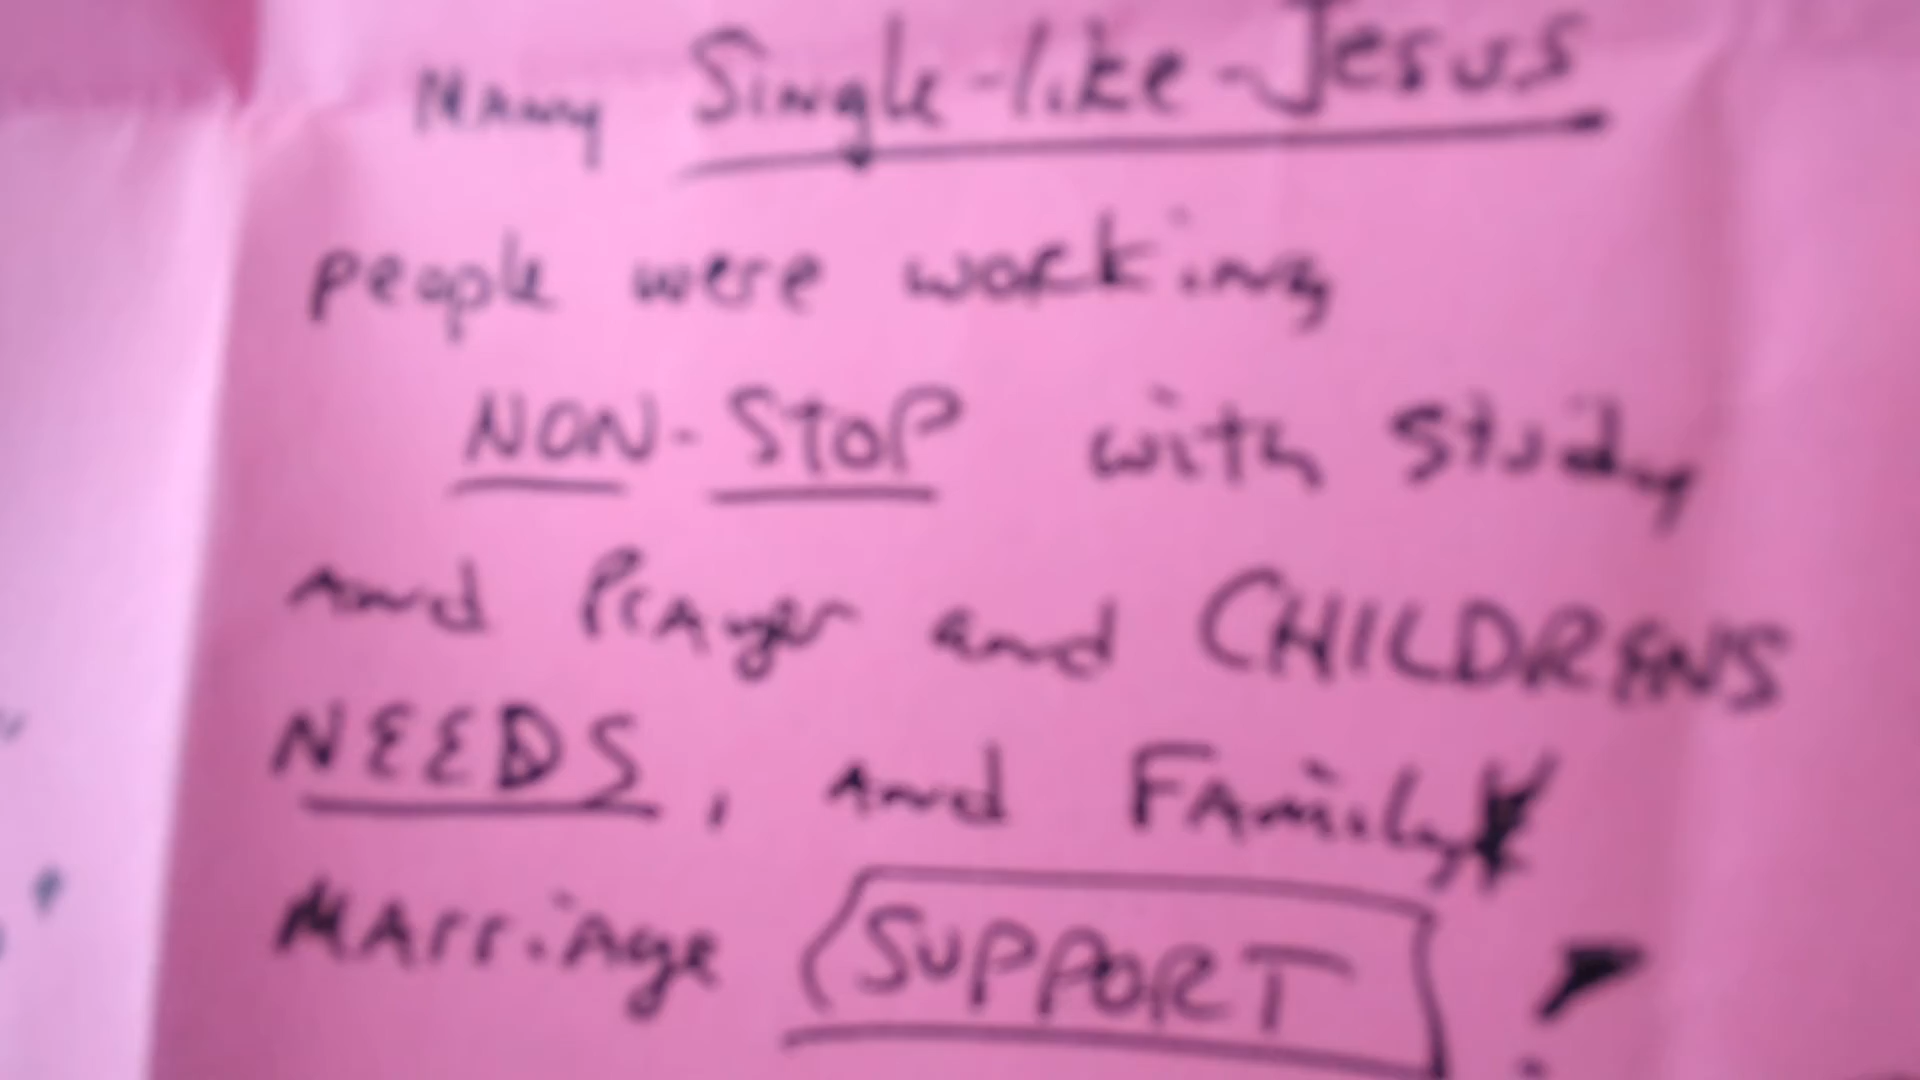 Many Single-like-Jesus
people were working
NON-STOP with study
and Prayer and CHILDRENS
NEEDS, and Family
Marriage SUPPORT !